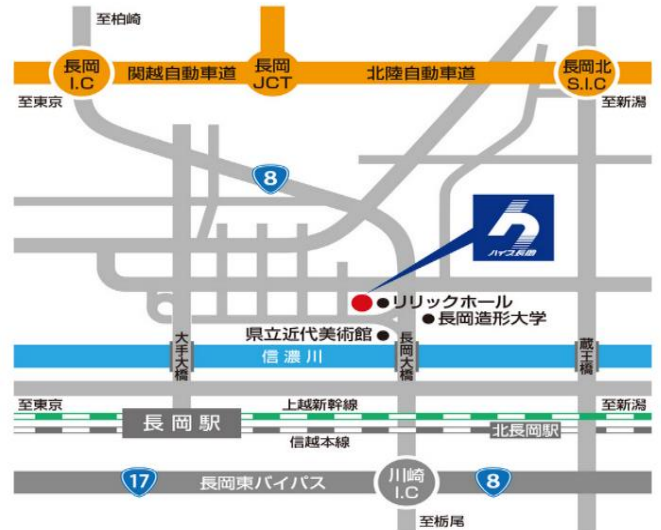 至柏崎
長岡
I.C
関越自動車道
長岡
JCT
北陸自動車道
長岡北
S.I.C
至東京
至新潟
8
ハイブ長岡
リリックホール
長岡造形大学
県立近代美術館
大手大橋
長岡大橋
蔵王橋
信濃川
至東京
上越新幹線
至新潟
長岡駅
北長岡駅
信越本線
17
長岡東バイパス
川崎
I.C
8
至栃尾